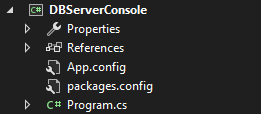 C# DBServerConsole
Properties
References
App.config
packages.config
C# Program.cs